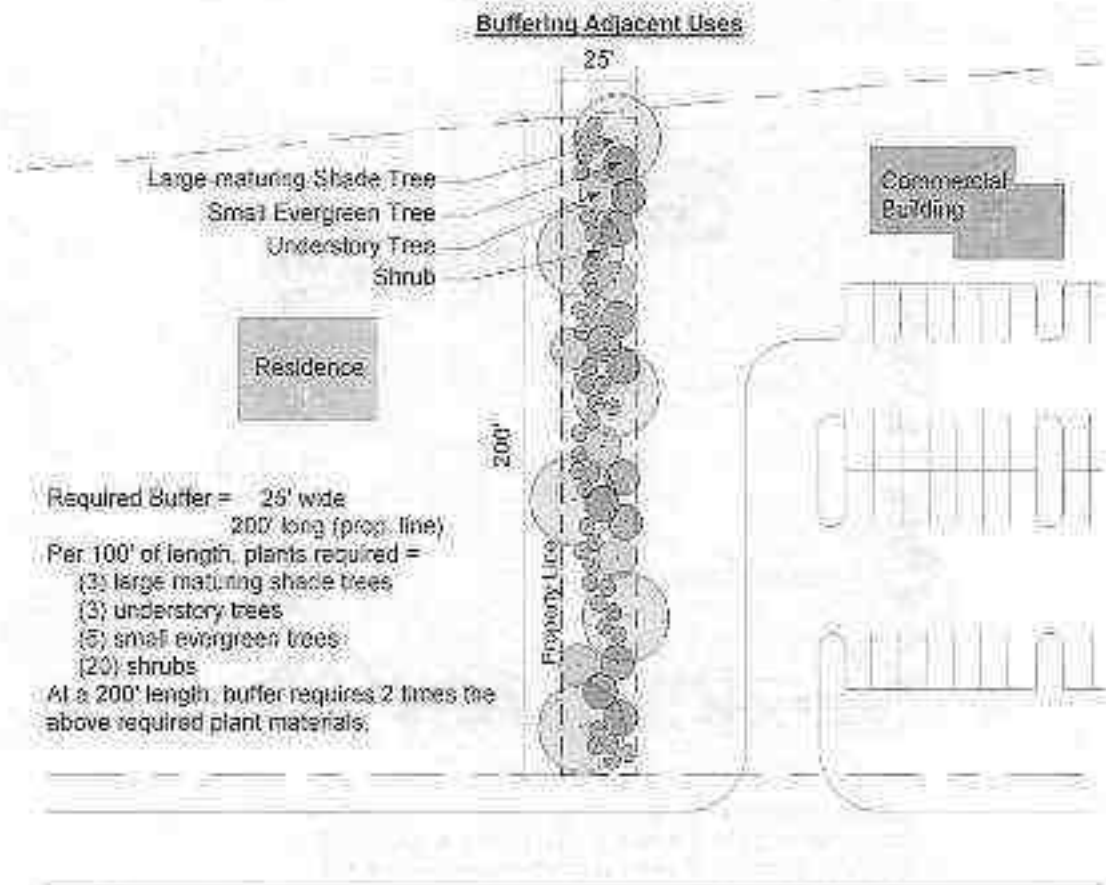 Buffering Adjacent Uses
25'
Large-maturing Shade Tree
Small Evergreen Tree
Understory Tree
Shrub
Commercial
Building
Residence
200'
Property Line
Required Buffer = 25' wide
200' long (prop. line)
Per 100' of length, plants required =
(3) large maturing shade trees
(3) understory trees
(5) small evergreen trees
(20) shrubs
At a 200' length, buffer requires 2 times the
above required plant materials.